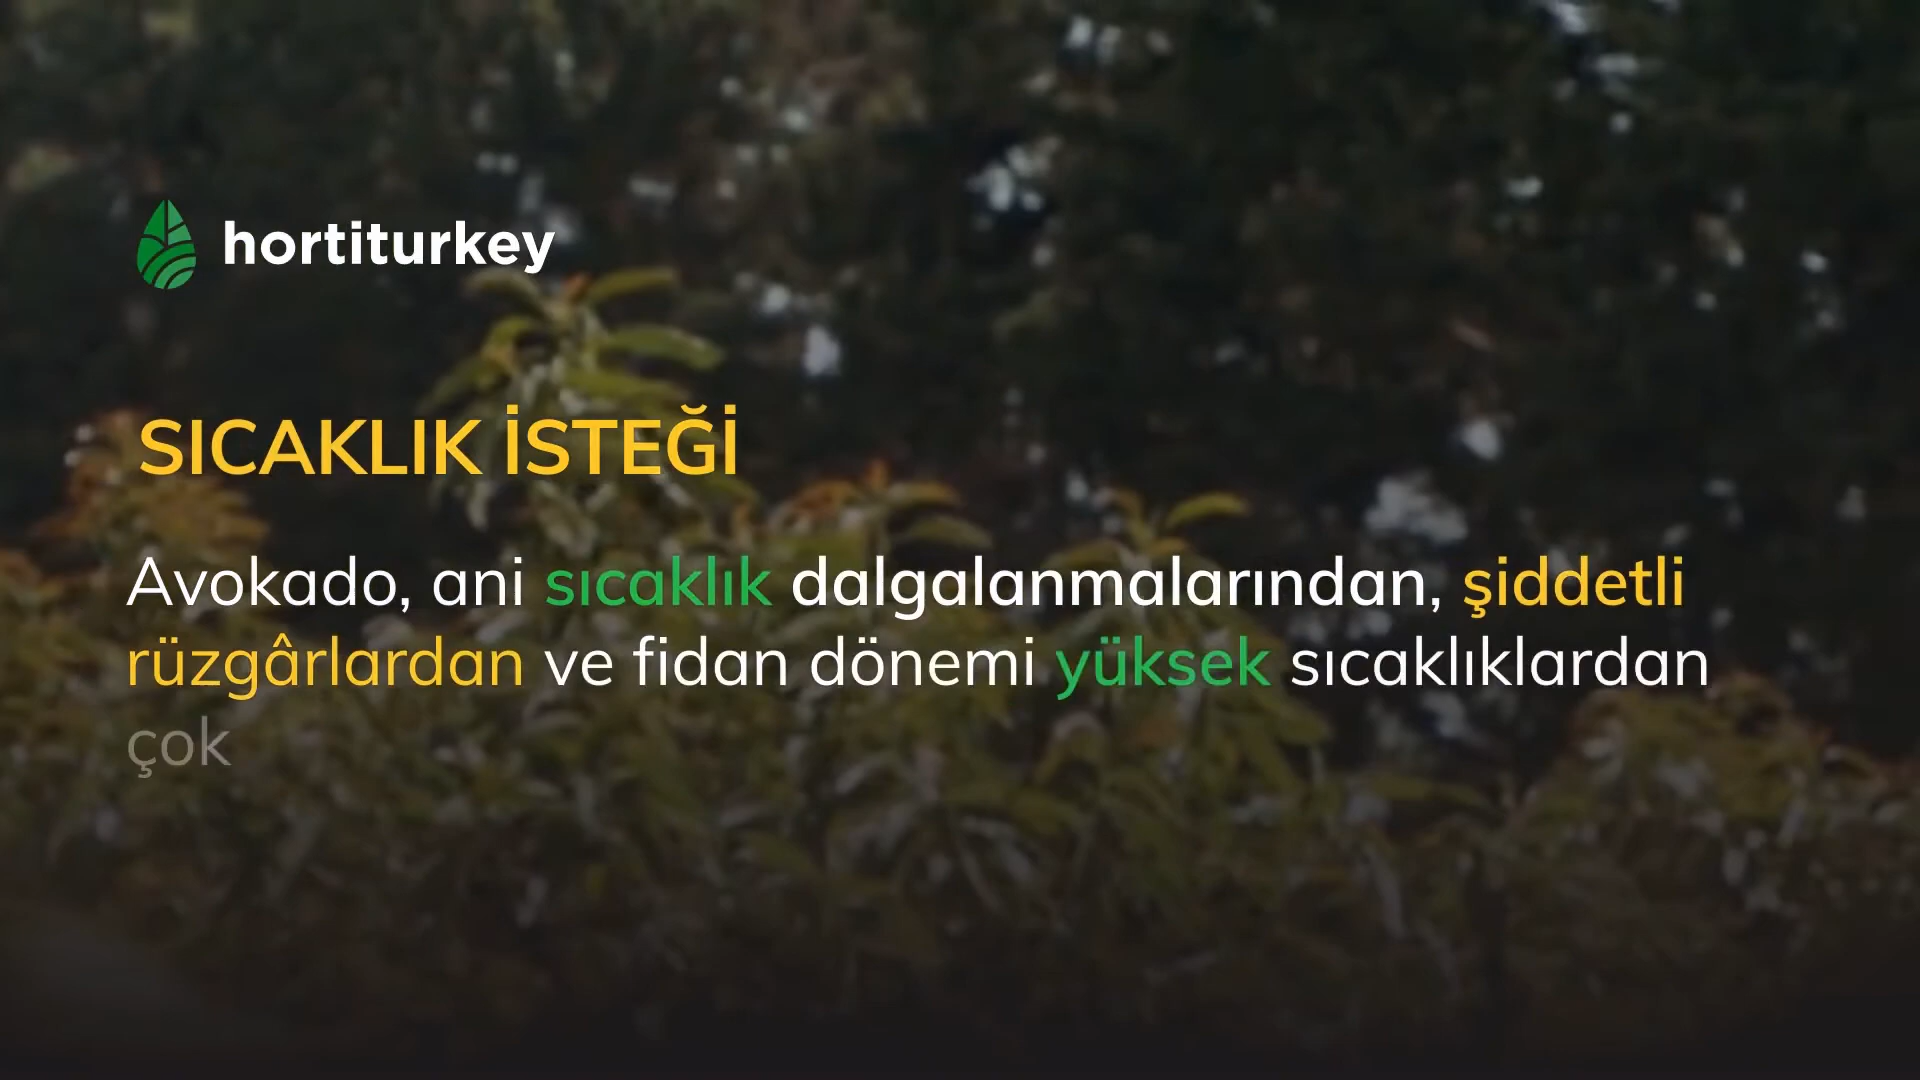 hortiturkey
SICAKLIK İSTEĞİ
Avokado, ani sıcaklık dalgalanmalarından, şiddetli
rüzgârlardan ve fidan dönemi yüksek sıcaklıklardan
çok